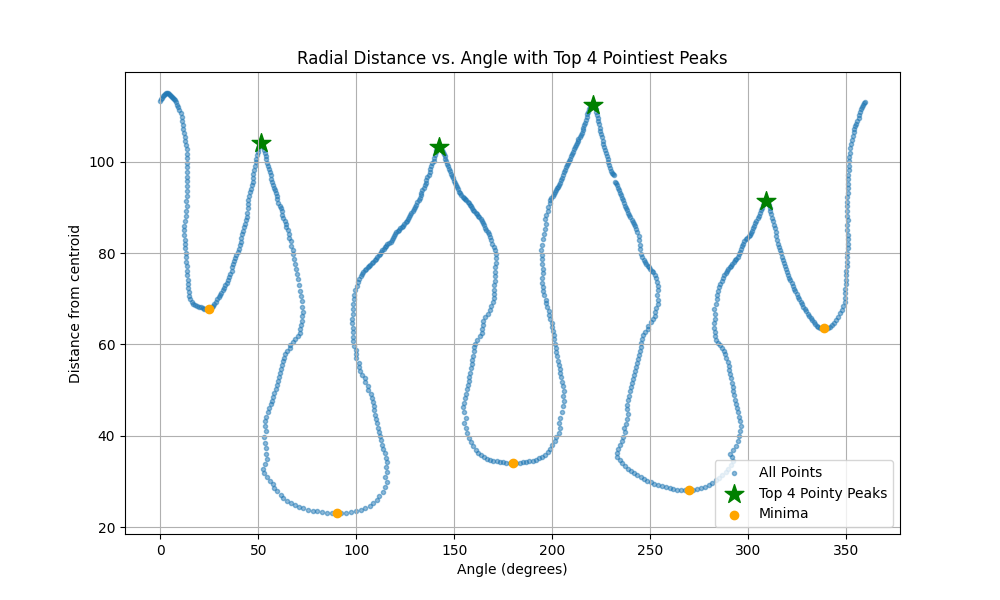 Radial Distance vs. Angle with Top 4 Pointiest Peaks
Distance from centroid
100
80
60
40
20
0
50
100
150
200
250
300
350
Angle (degrees)
All Points
Top 4 Pointy Peaks
Minima